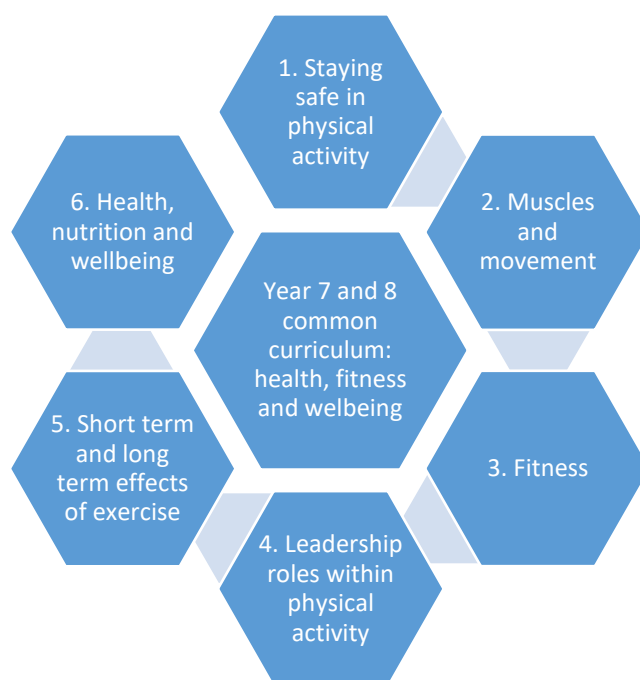 1. Staying
safe in
physical
activity
2. Muscles
and
movement
3. Fitness
4. Leadership
roles within
physical
activity
5. Short term
and long
term effects
of exercise
6. Health,
nutrition and
wellbeing
Year 7 and 8
common
curriculum:
health, fitness
and welbeing